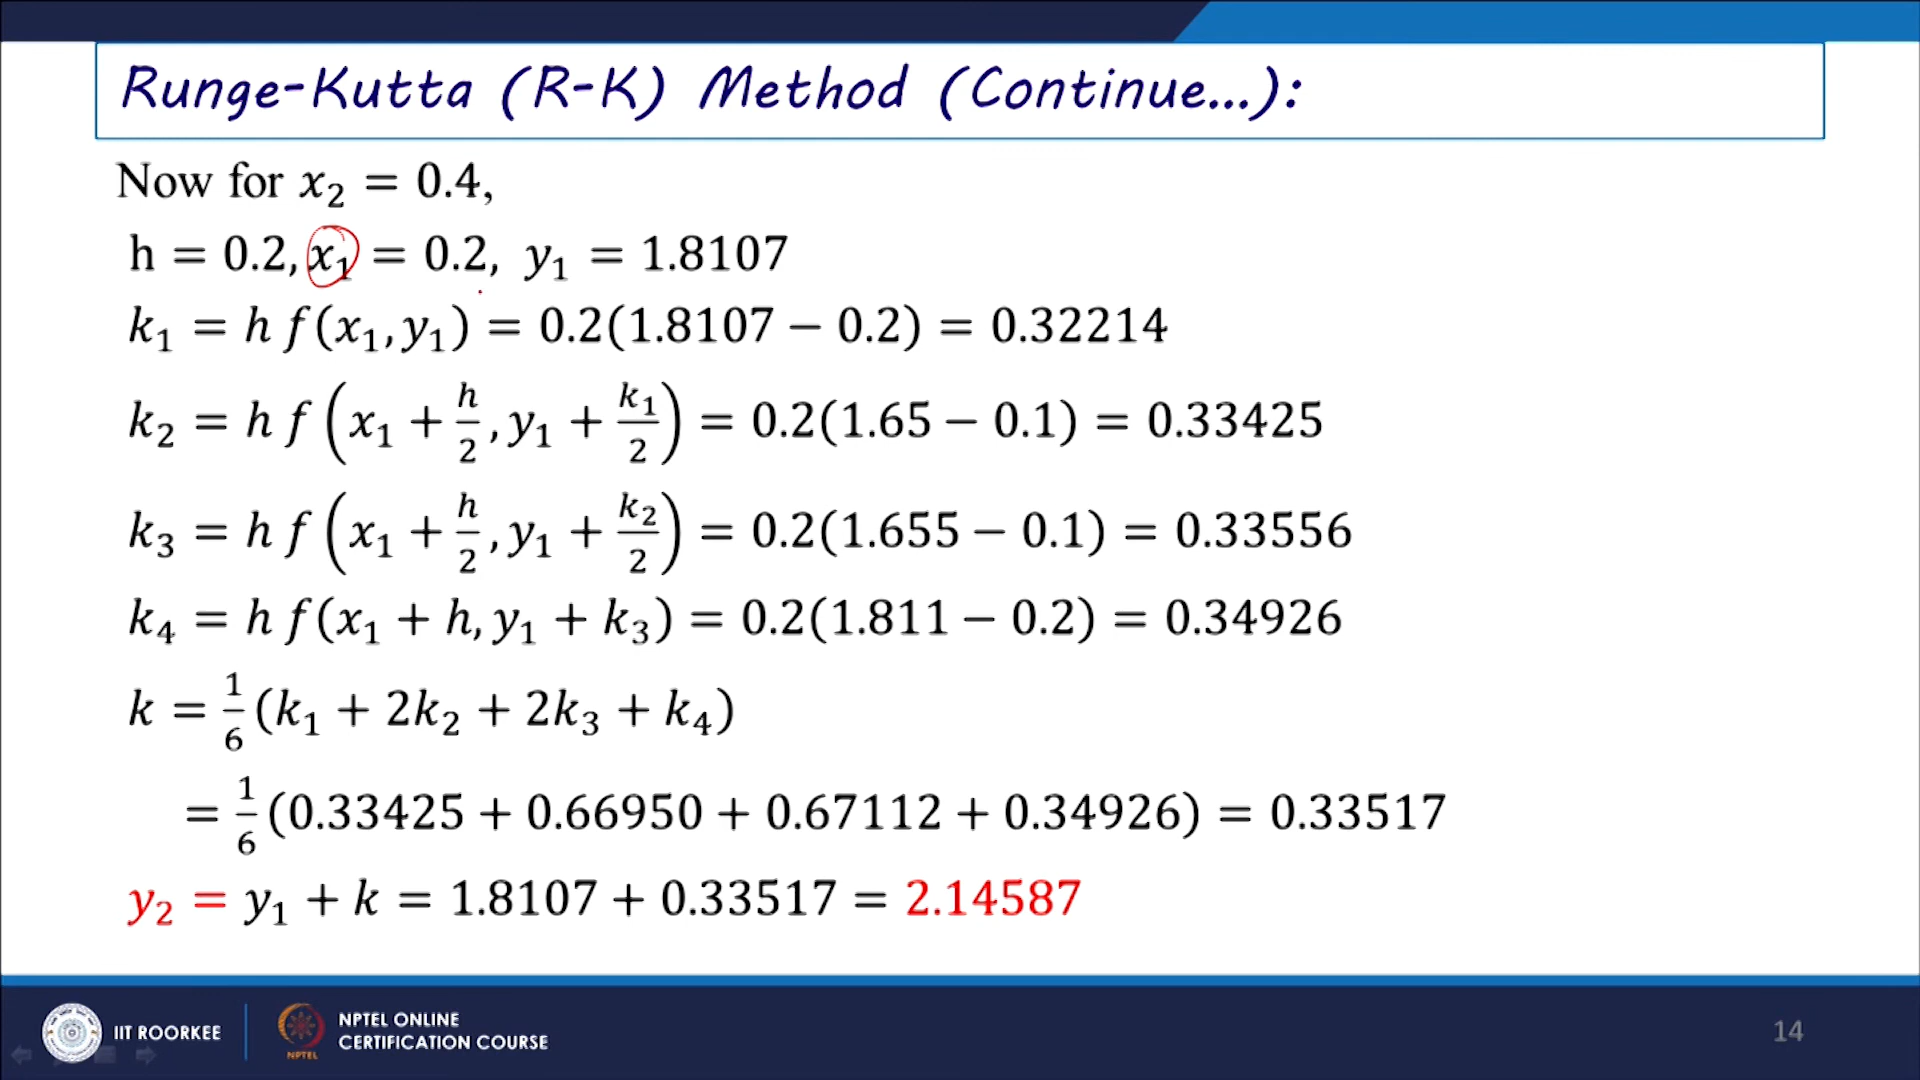 Runge-Kutta (R-K) Method (Continue...):
Now for x₂ = 0.4,
h = 0.2, x₁ = 0.2, y₁ = 1.8107
k₁ = h f(x₁, y₁) = 0.2(1.8107 − 0.2) = 0.32214
k₂ = h f(x₁ + h/2, y₁ + k₁/2) = 0.2(1.65 − 0.1) = 0.33425
k₃ = h f(x₁ + h/2, y₁ + k₂/2) = 0.2(1.655 − 0.1) = 0.33556
k₄ = h f(x₁ + h, y₁ + k₃) = 0.2(1.811 − 0.2) = 0.34926
k = 1/6 (k₁ + 2k₂ + 2k₃ + k₄)
= 1/6 (0.33425 + 0.66950 + 0.67112 + 0.34926) = 0.33517
y₂ = y₁ + k = 1.8107 + 0.33517 = 2.14587
IIT ROORKEE
NPTEL
NPTEL ONLINE
CERTIFICATION COURSE
14